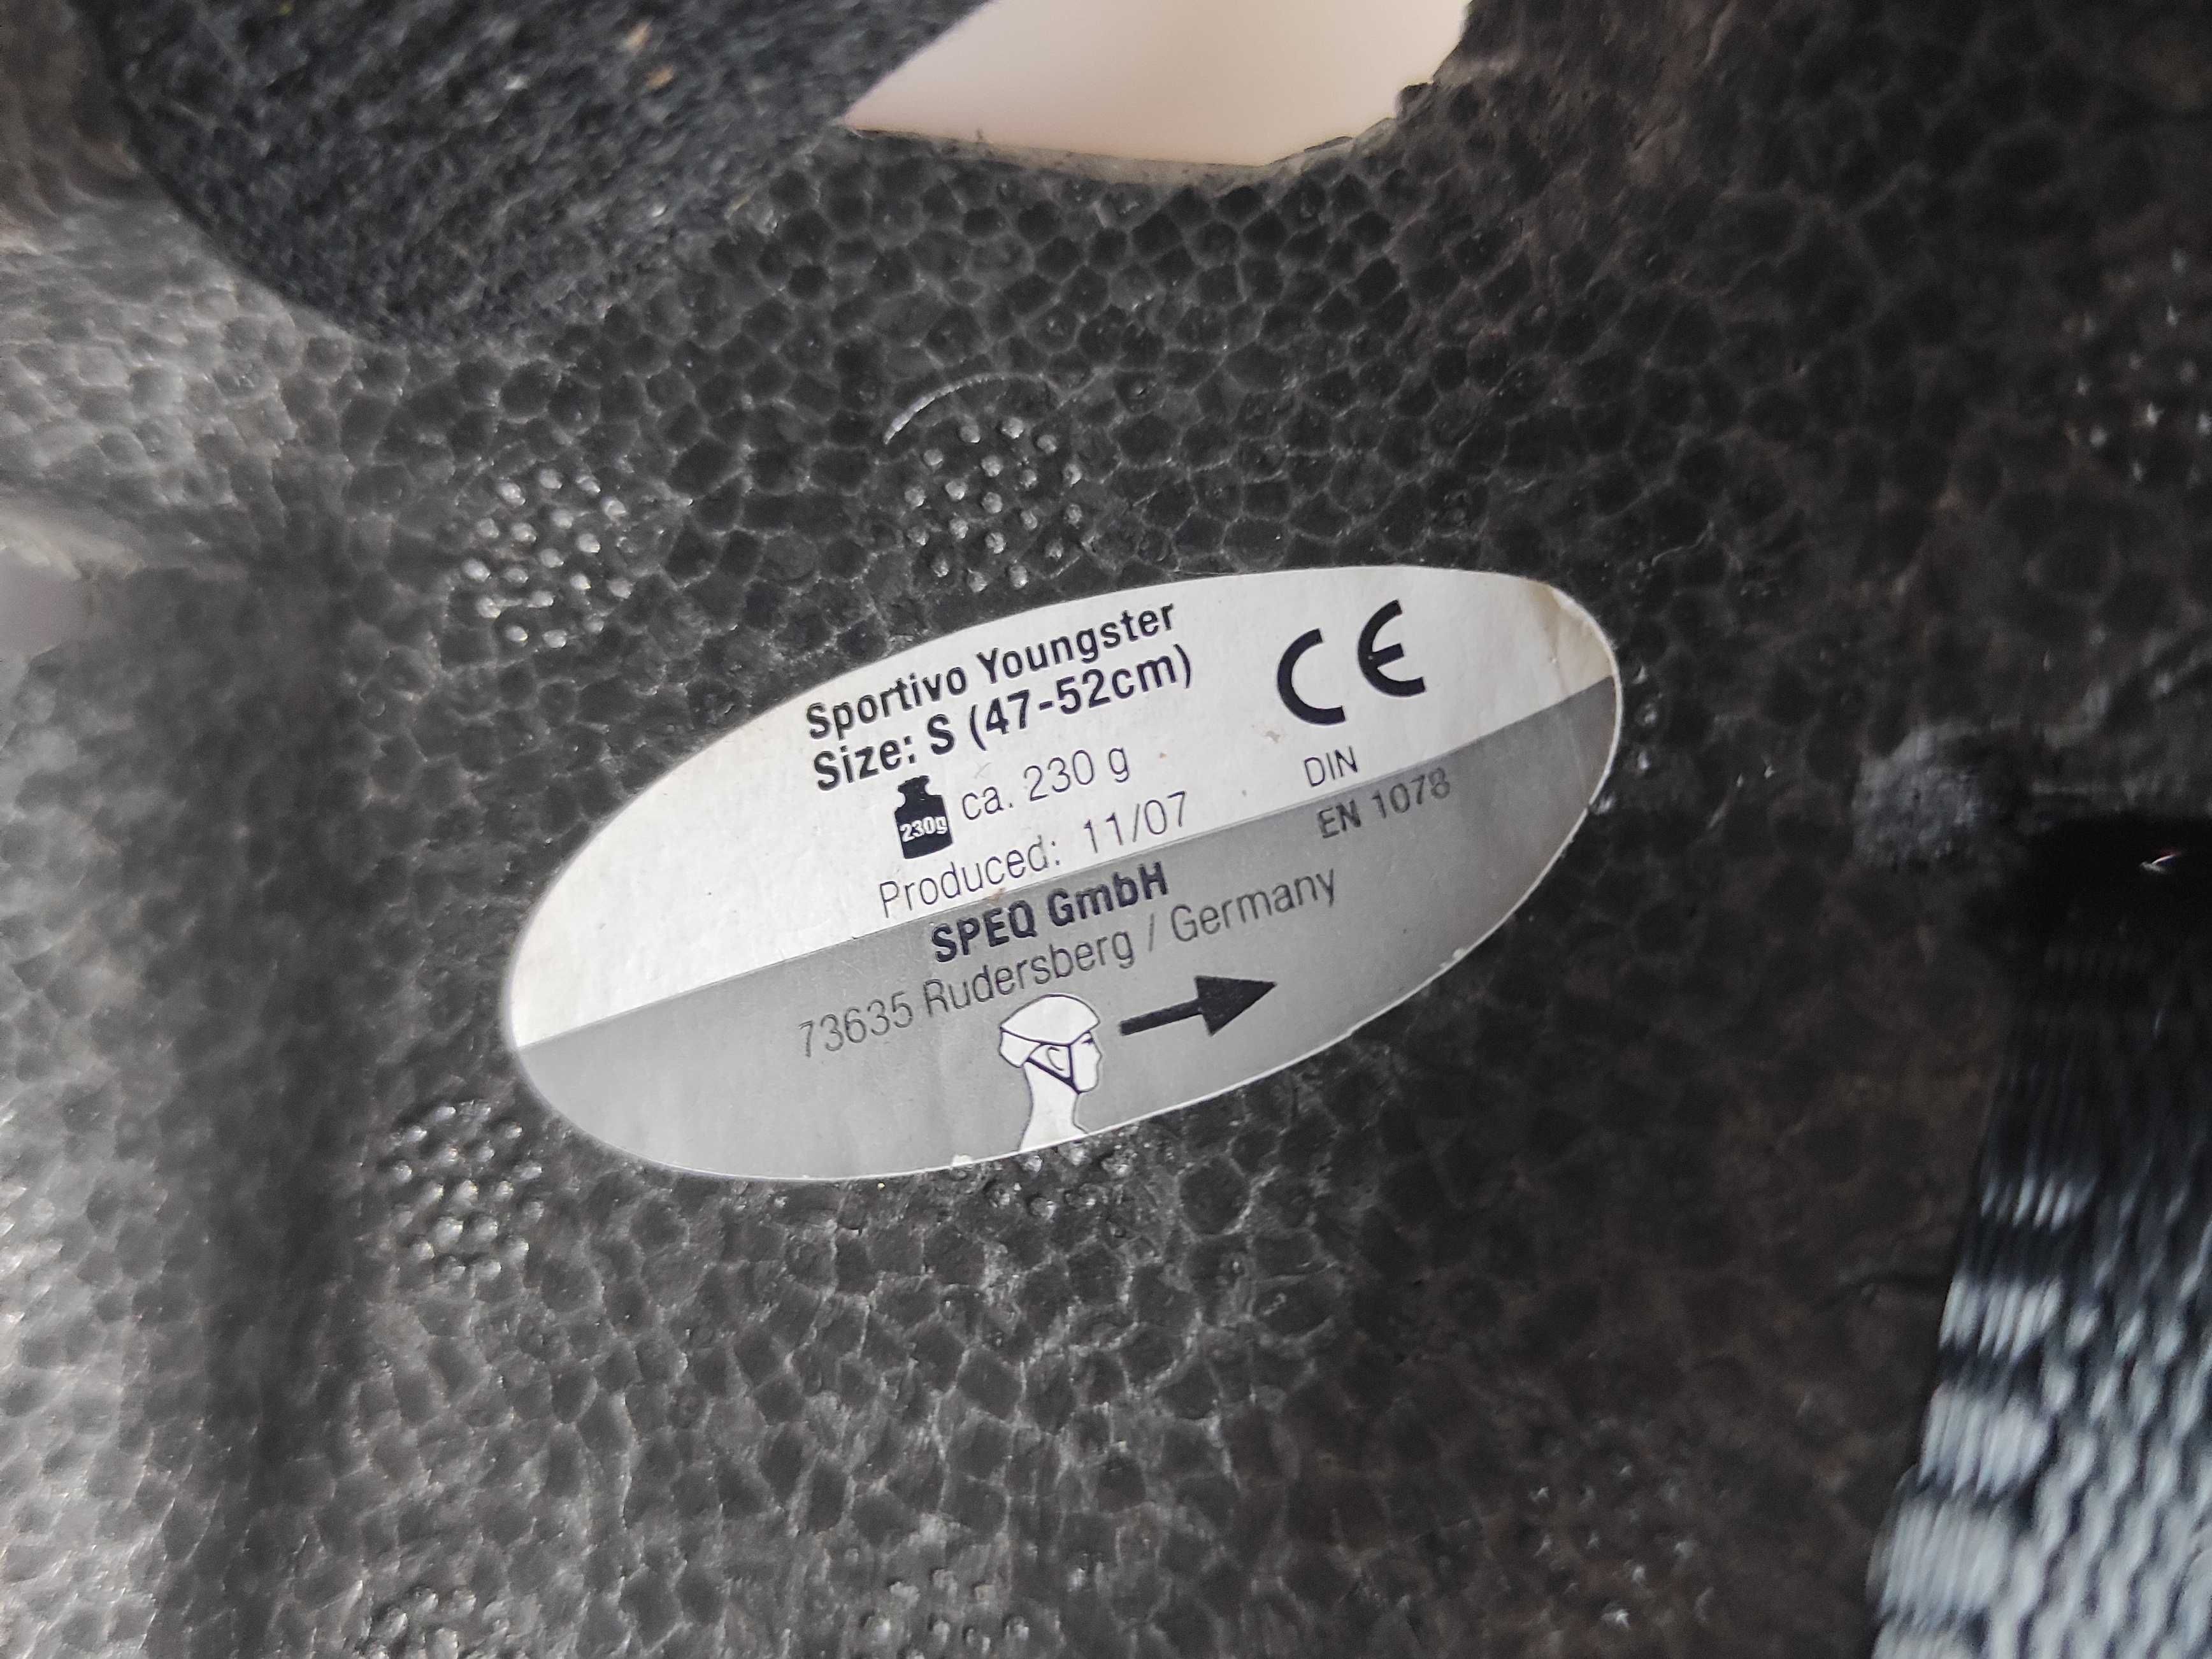 Sportivo Youngster
Size: S (47-52cm)
CE
230g
ca. 230 g
DIN
EN 1078
Produced: 11/07
SPEQ GmbH
73635 Rudersberg / Germany